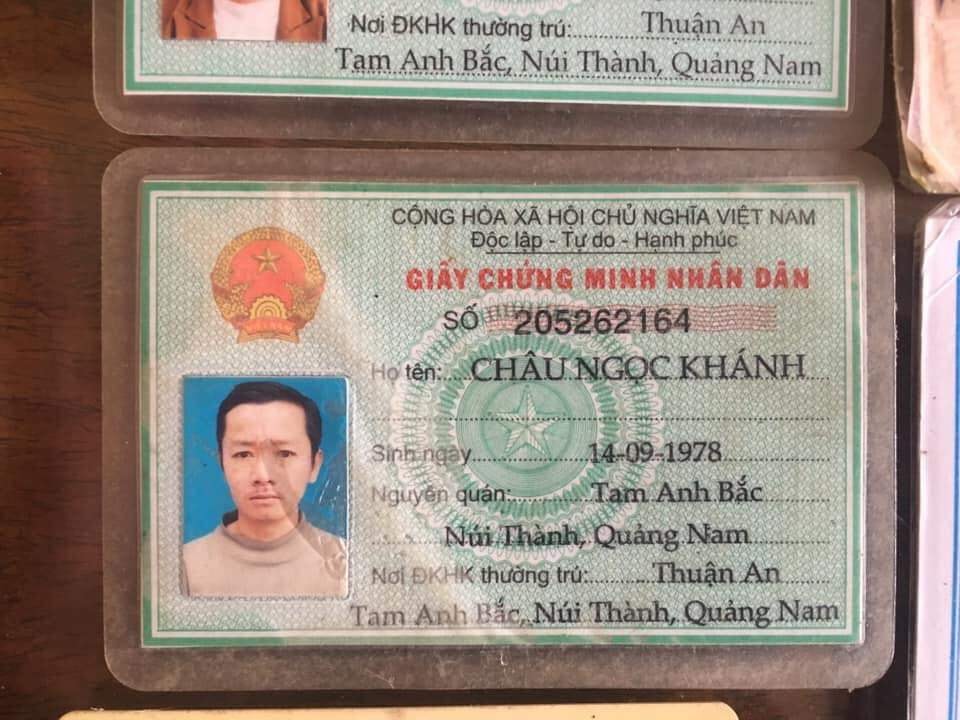 Nơi ĐKHK thường trú: Thuận An
Tam Anh Bắc, Núi Thành, Quảng Nam
CỘNG HÒA XÃ HỘI CHỦ NGHĨA VIỆT NAM
Độc lập - Tự do - Hạnh phúc
GIẤY CHỨNG MINH NHÂN DÂN
SỐ 205262164
Họ tên: CHÂU NGỌC KHÁNH
Sinh ngày 14-09-1978
Nguyên quán: Tam Anh Bắc
Núi Thành, Quảng Nam
Nơi ĐKHK thường trú: Thuận An
Tam Anh Bắc, Núi Thành, Quảng Nam